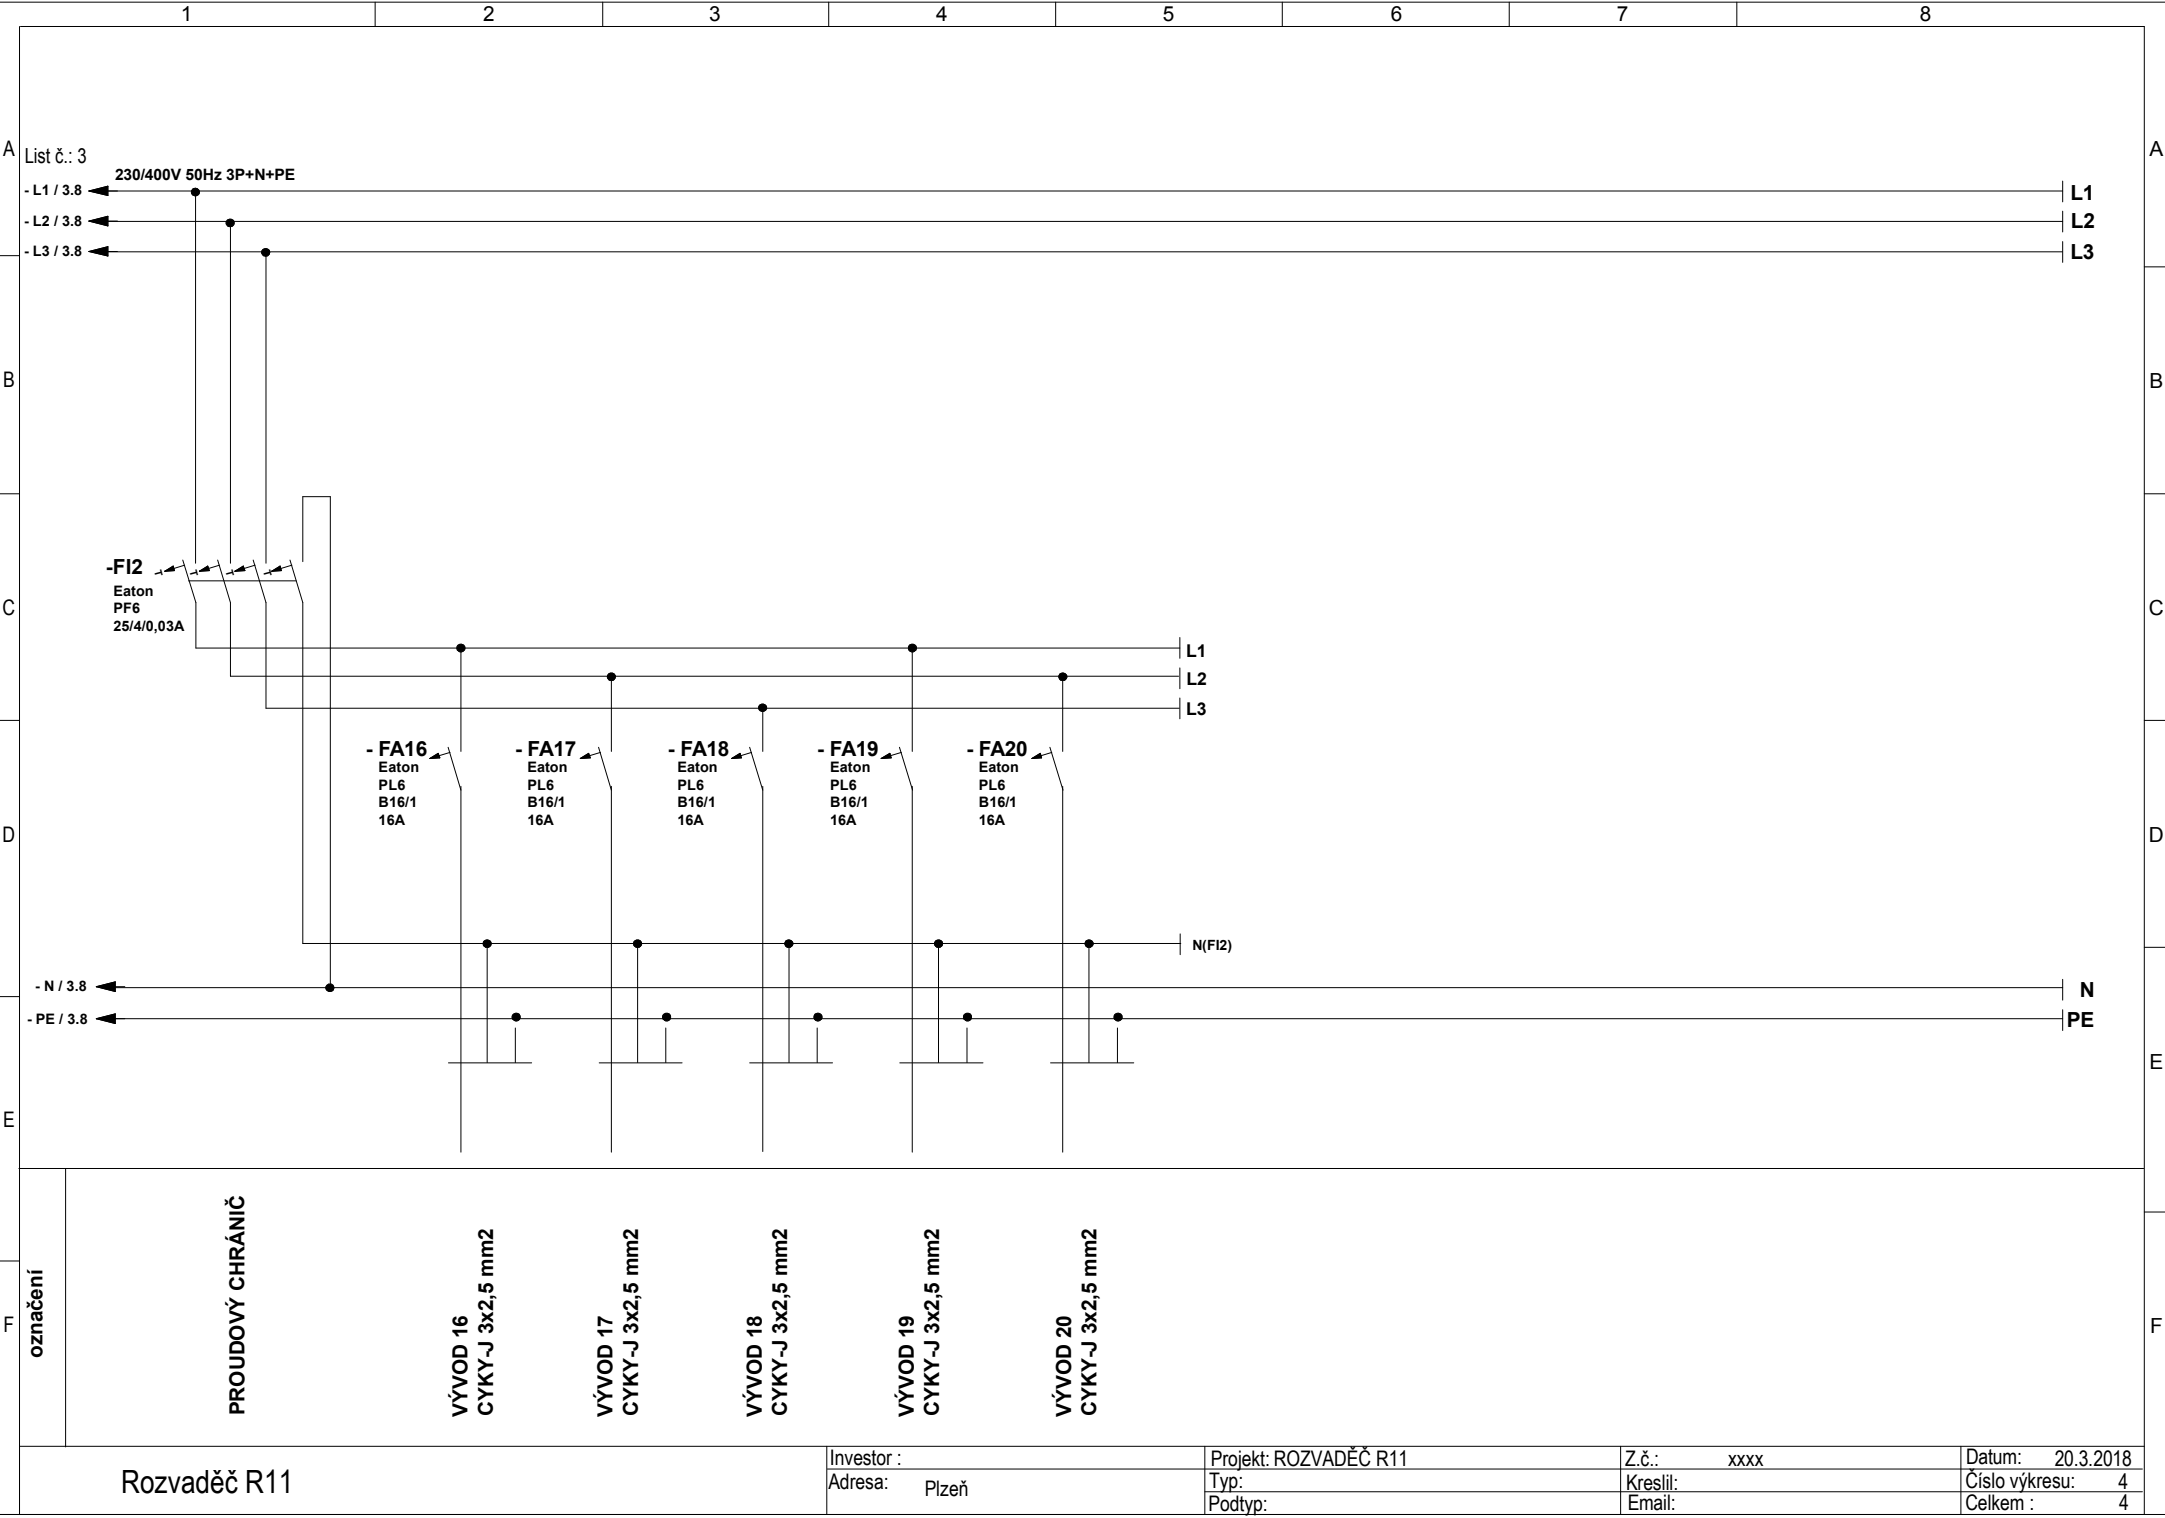 1 2 3 4 5 6 7 8
A A
List č.: 3
230/400V 50Hz 3P+N+PE
- L1 / 3.8 L1
- L2 / 3.8 L2
- L3 / 3.8 L3
B B
-FI2
Eaton
PF6
25/4/0,03A
C C
L1
L2
L3
- FA16
Eaton
PL6
B16/1
16A
- FA17
Eaton
PL6
B16/1
16A
- FA18
Eaton
PL6
B16/1
16A
- FA19
Eaton
PL6
B16/1
16A
- FA20
Eaton
PL6
B16/1
16A
D D
N(FI2)
- N / 3.8 N
- PE / 3.8 PE
E E
označení
PROUDOVÝ CHRÁNIČ
VÝVOD 16
CYKY-J 3x2,5 mm2
VÝVOD 17
CYKY-J 3x2,5 mm2
VÝVOD 18
CYKY-J 3x2,5 mm2
VÝVOD 19
CYKY-J 3x2,5 mm2
VÝVOD 20
CYKY-J 3x2,5 mm2
F F
Rozvaděč R11
Investor :
Adresa: Plzeň
Projekt: ROZVADĚČ R11
Typ:
Podtyp:
Z.č.: xxxx
Kreslil:
Email:
Datum: 20.3.2018
Číslo výkresu: 4
Celkem : 4